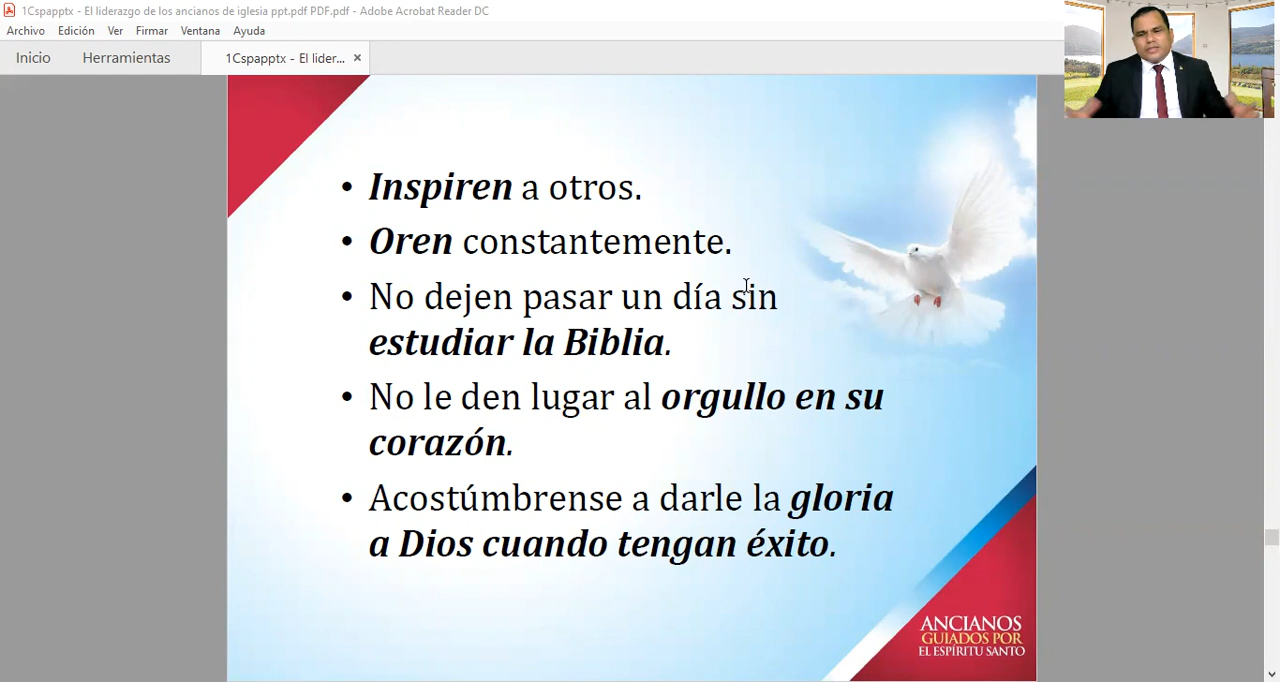 1Cspapptx - El liderazgo de los ancianos de iglesia ppt.pdf PDF.pdf - Adobe Acrobat Reader DC
Archivo Edición Ver Firmar Ventana Ayuda
Inicio Herramientas 1Cspapptx - El lider... ×
• Inspiren a otros.
• Oren constantemente.
• No dejen pasar un día sin
estudiar la Biblia.
• No le den lugar al orgullo en su
corazón.
• Acostúmbrense a darle la gloria
a Dios cuando tengan éxito.
ANCIANOS
GUIADOS POR
EL ESPÍRITU SANTO